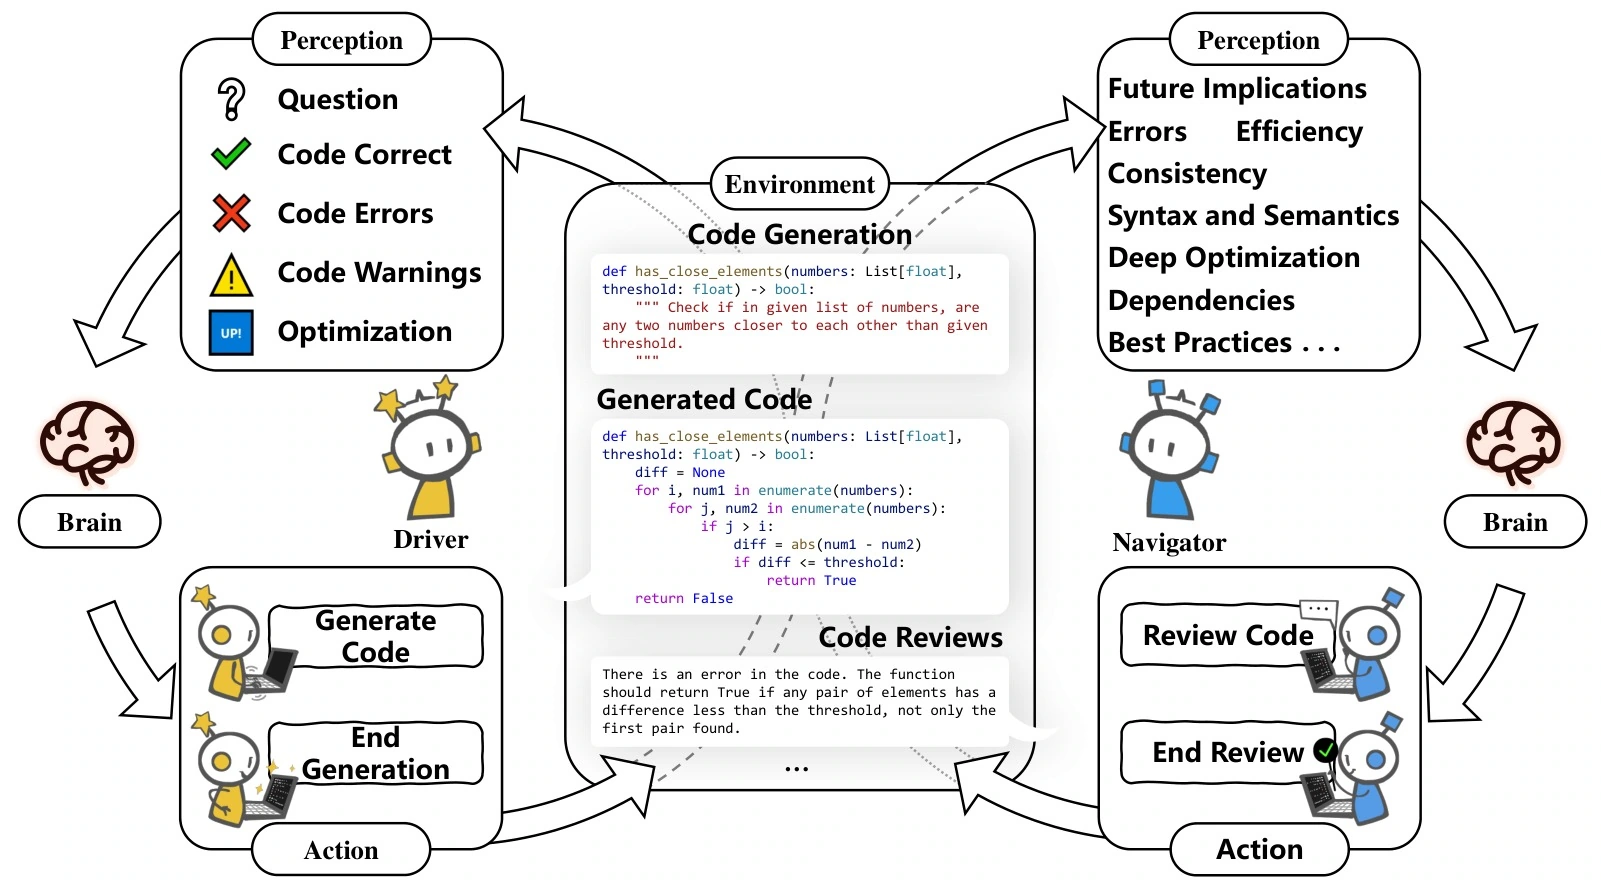 Perception
Question
Code Correct
Code Errors
Code Warnings
UP!
Optimization
Brain
Driver
Generate
Code
End
Generation
Action
Environment
Code Generation
def has_close_elements(numbers: List[float],
threshold: float) -> bool:
    """ Check if in given list of numbers, are
any two numbers closer to each other than given
threshold.
    """
Generated Code
def has_close_elements(numbers: List[float],
threshold: float) -> bool:
    diff = None
    for i, num1 in enumerate(numbers):
        for j, num2 in enumerate(numbers):
            if j > i:
                diff = abs(num1 - num2)
                if diff <= threshold:
                    return True
    return False
Code Reviews
There is an error in the code. The function
should return True if any pair of elements has a
difference less than the threshold, not only the
first pair found.
...
Perception
Future Implications
Errors Efficiency
Consistency
Syntax and Semantics
Deep Optimization
Dependencies
Best Practices . . .
Brain
Navigator
...
Review Code
End Review
Action